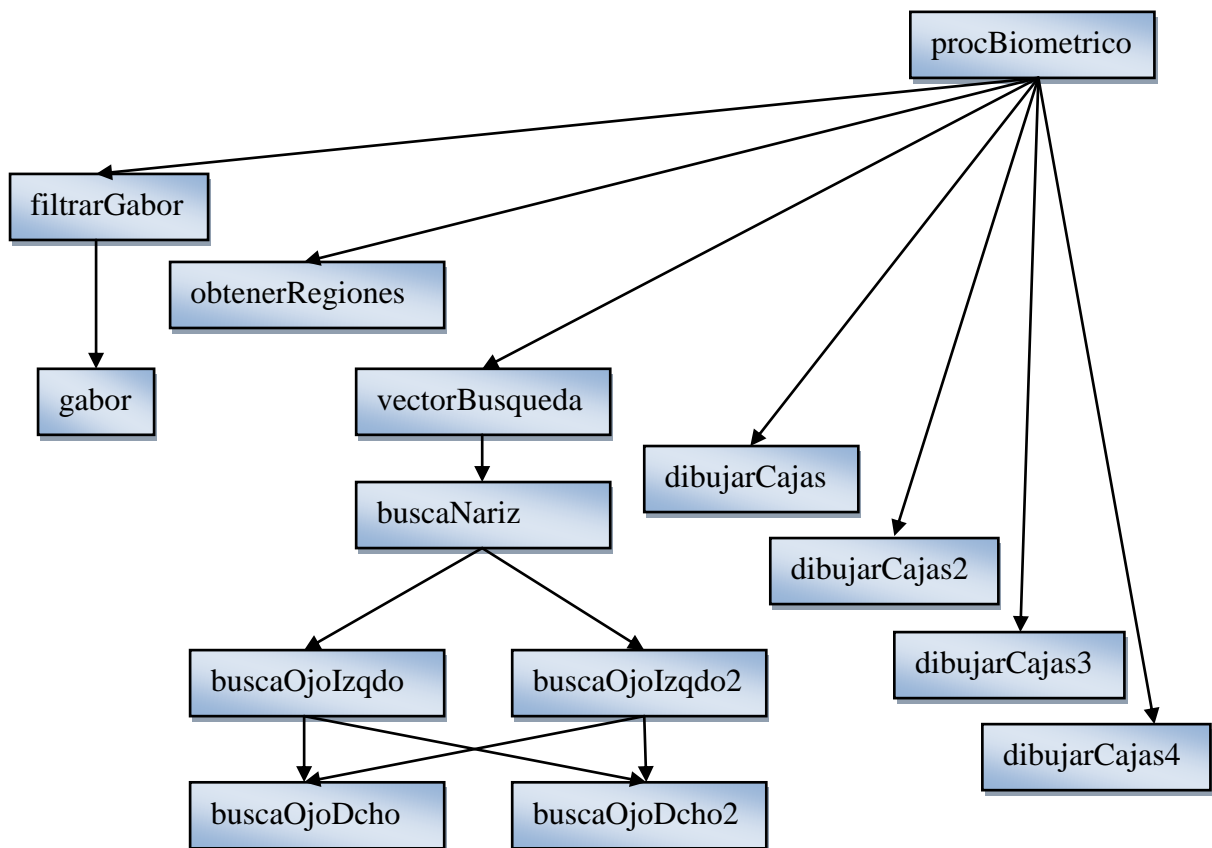 procBiometrico
filtrarGabor
obtenerRegiones
gabor
vectorBusqueda
dibujarCajas
buscaNariz
dibujarCajas2
dibujarCajas3
buscaOjoIzqdo
buscaOjoIzqdo2
dibujarCajas4
buscaOjoDcho
buscaOjoDcho2